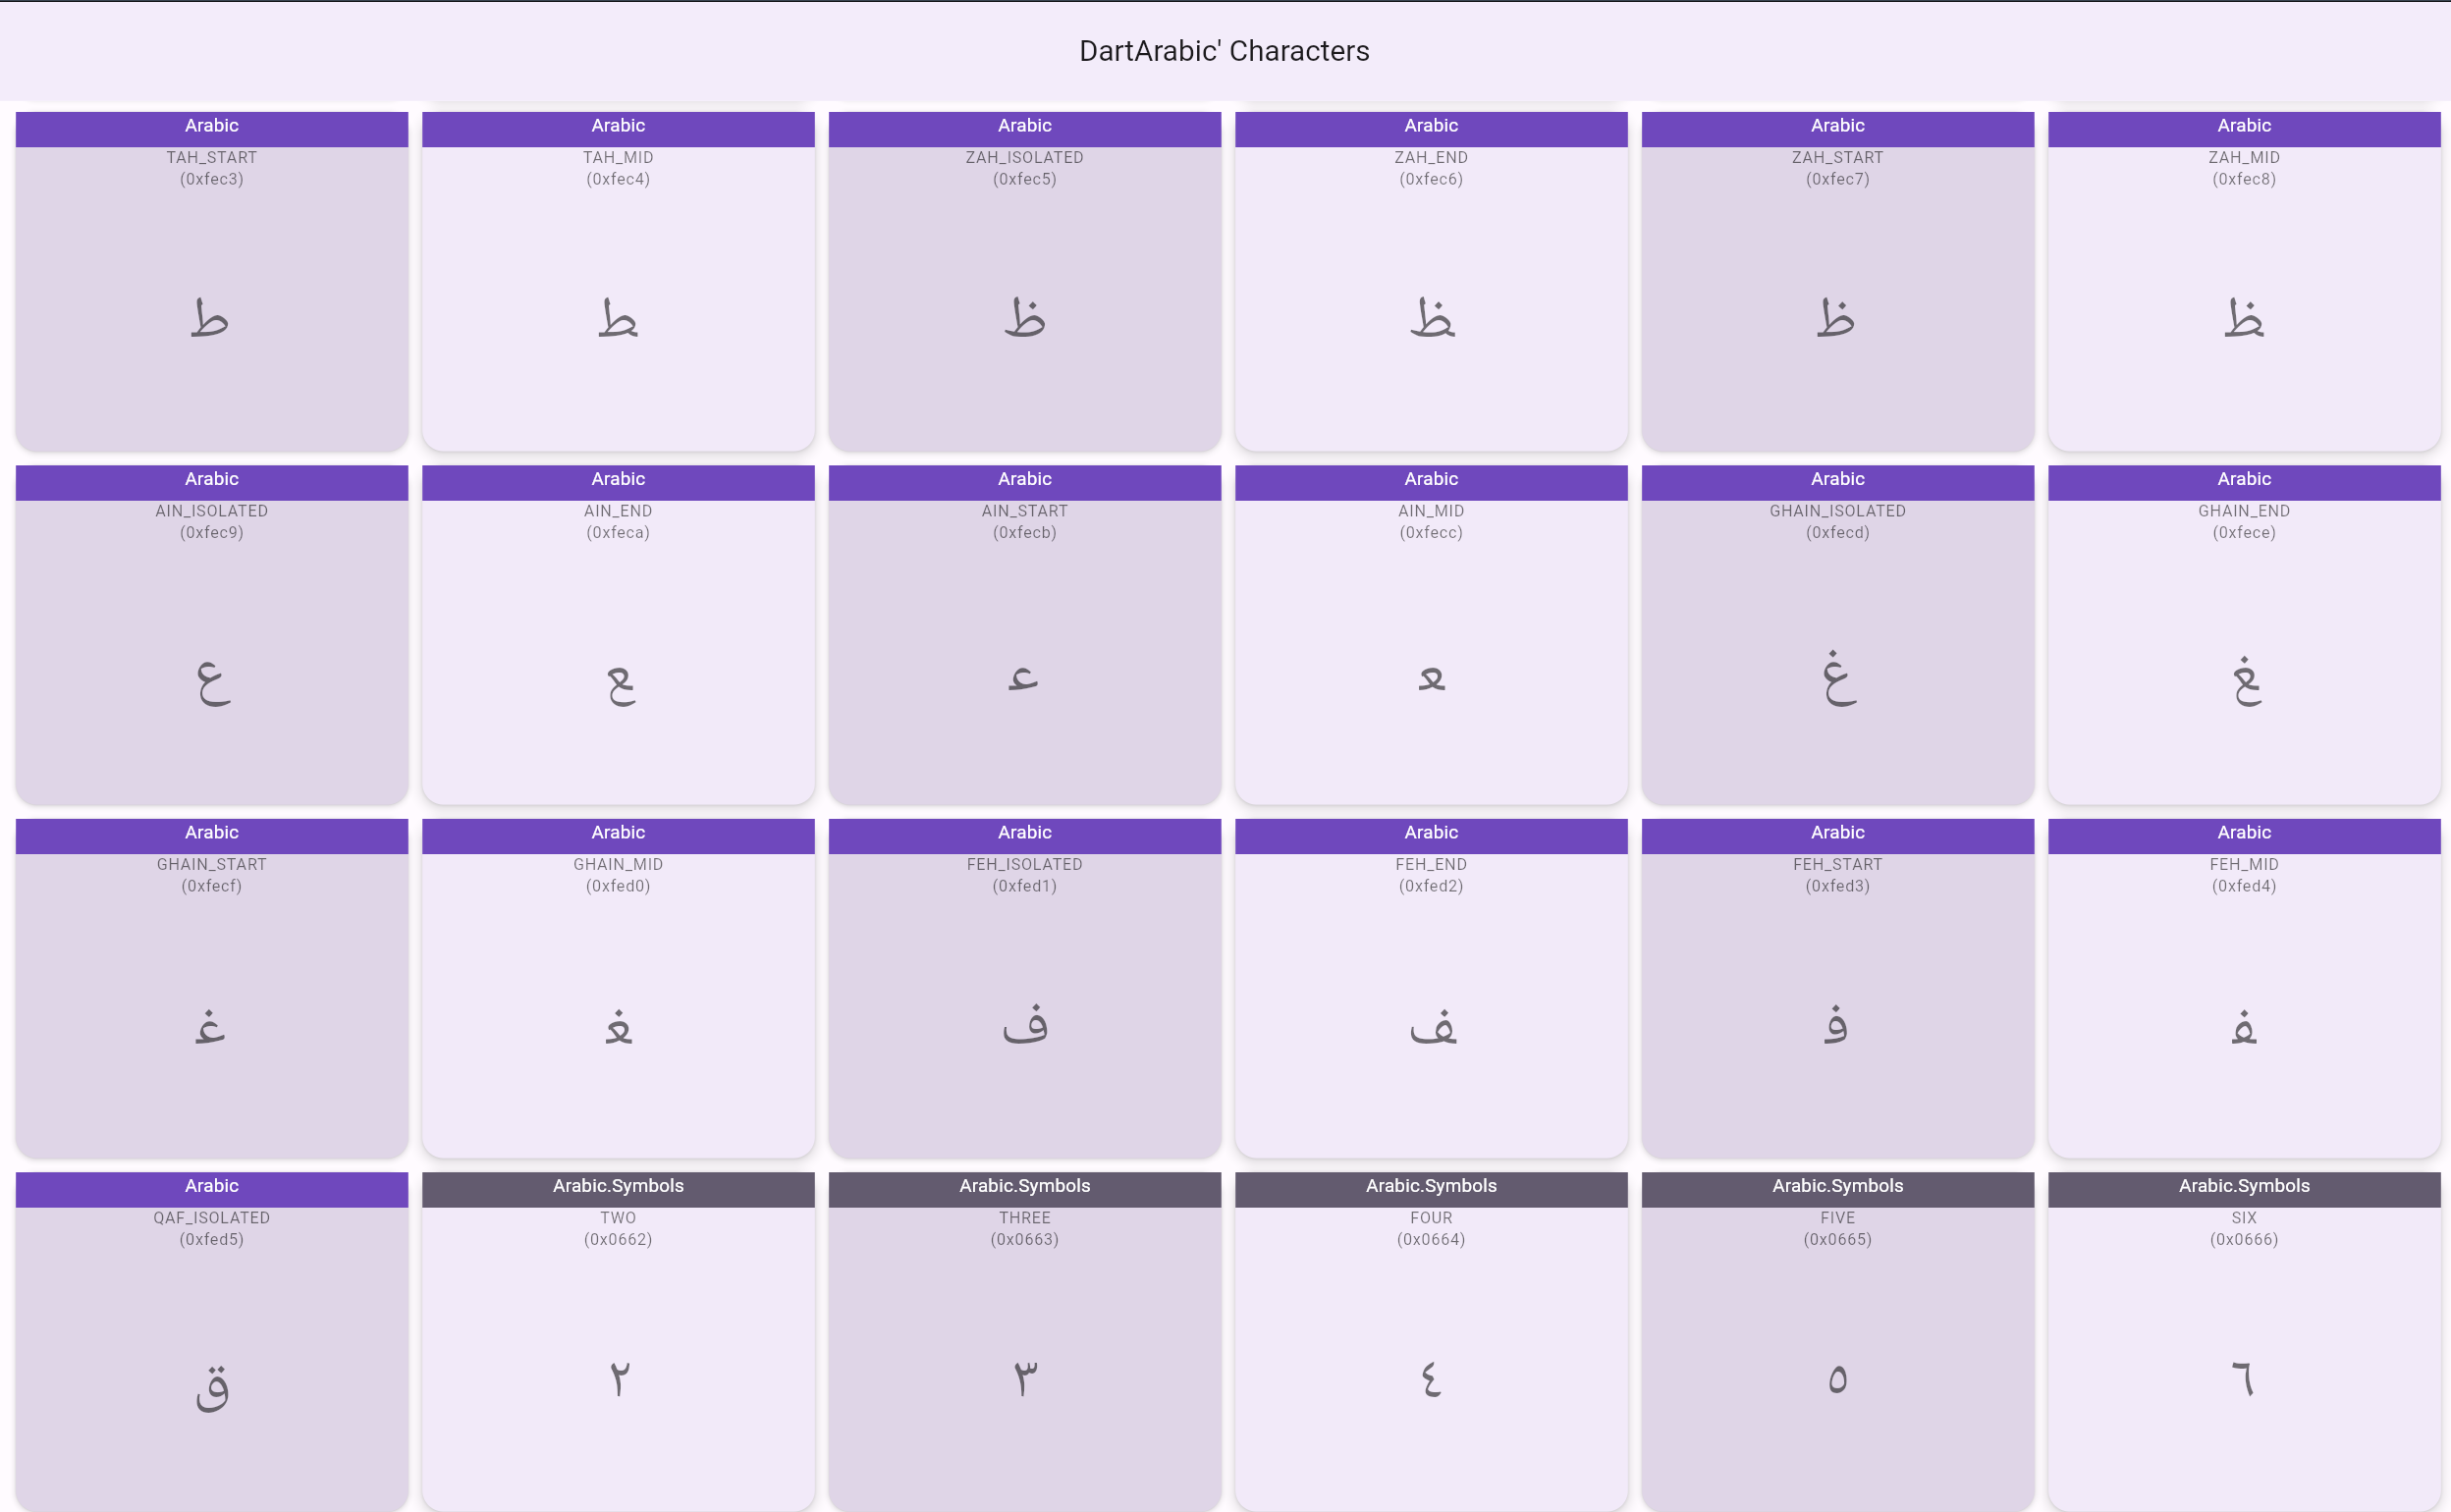 DartArabic' Characters
Arabic
TAH_START
(0xfec3)
ﻃ
Arabic
TAH_MID
(0xfec4)
ﻄ
Arabic
ZAH_ISOLATED
(0xfec5)
ﻅ
Arabic
ZAH_END
(0xfec6)
ﻆ
Arabic
ZAH_START
(0xfec7)
ﻇ
Arabic
ZAH_MID
(0xfec8)
ﻈ
Arabic
AIN_ISOLATED
(0xfec9)
ﻉ
Arabic
AIN_END
(0xfeca)
ﻊ
Arabic
AIN_START
(0xfecb)
ﻋ
Arabic
AIN_MID
(0xfecc)
ﻌ
Arabic
GHAIN_ISOLATED
(0xfecd)
ﻍ
Arabic
GHAIN_END
(0xfece)
ﻎ
Arabic
GHAIN_START
(0xfecf)
ﻏ
Arabic
GHAIN_MID
(0xfed0)
ﻐ
Arabic
FEH_ISOLATED
(0xfed1)
ﻑ
Arabic
FEH_END
(0xfed2)
ﻒ
Arabic
FEH_START
(0xfed3)
ﻓ
Arabic
FEH_MID
(0xfed4)
ﻔ
Arabic
QAF_ISOLATED
(0xfed5)
ﻕ
Arabic.Symbols
TWO
(0x0662)
٢
Arabic.Symbols
THREE
(0x0663)
٣
Arabic.Symbols
FOUR
(0x0664)
٤
Arabic.Symbols
FIVE
(0x0665)
٥
Arabic.Symbols
SIX
(0x0666)
٦